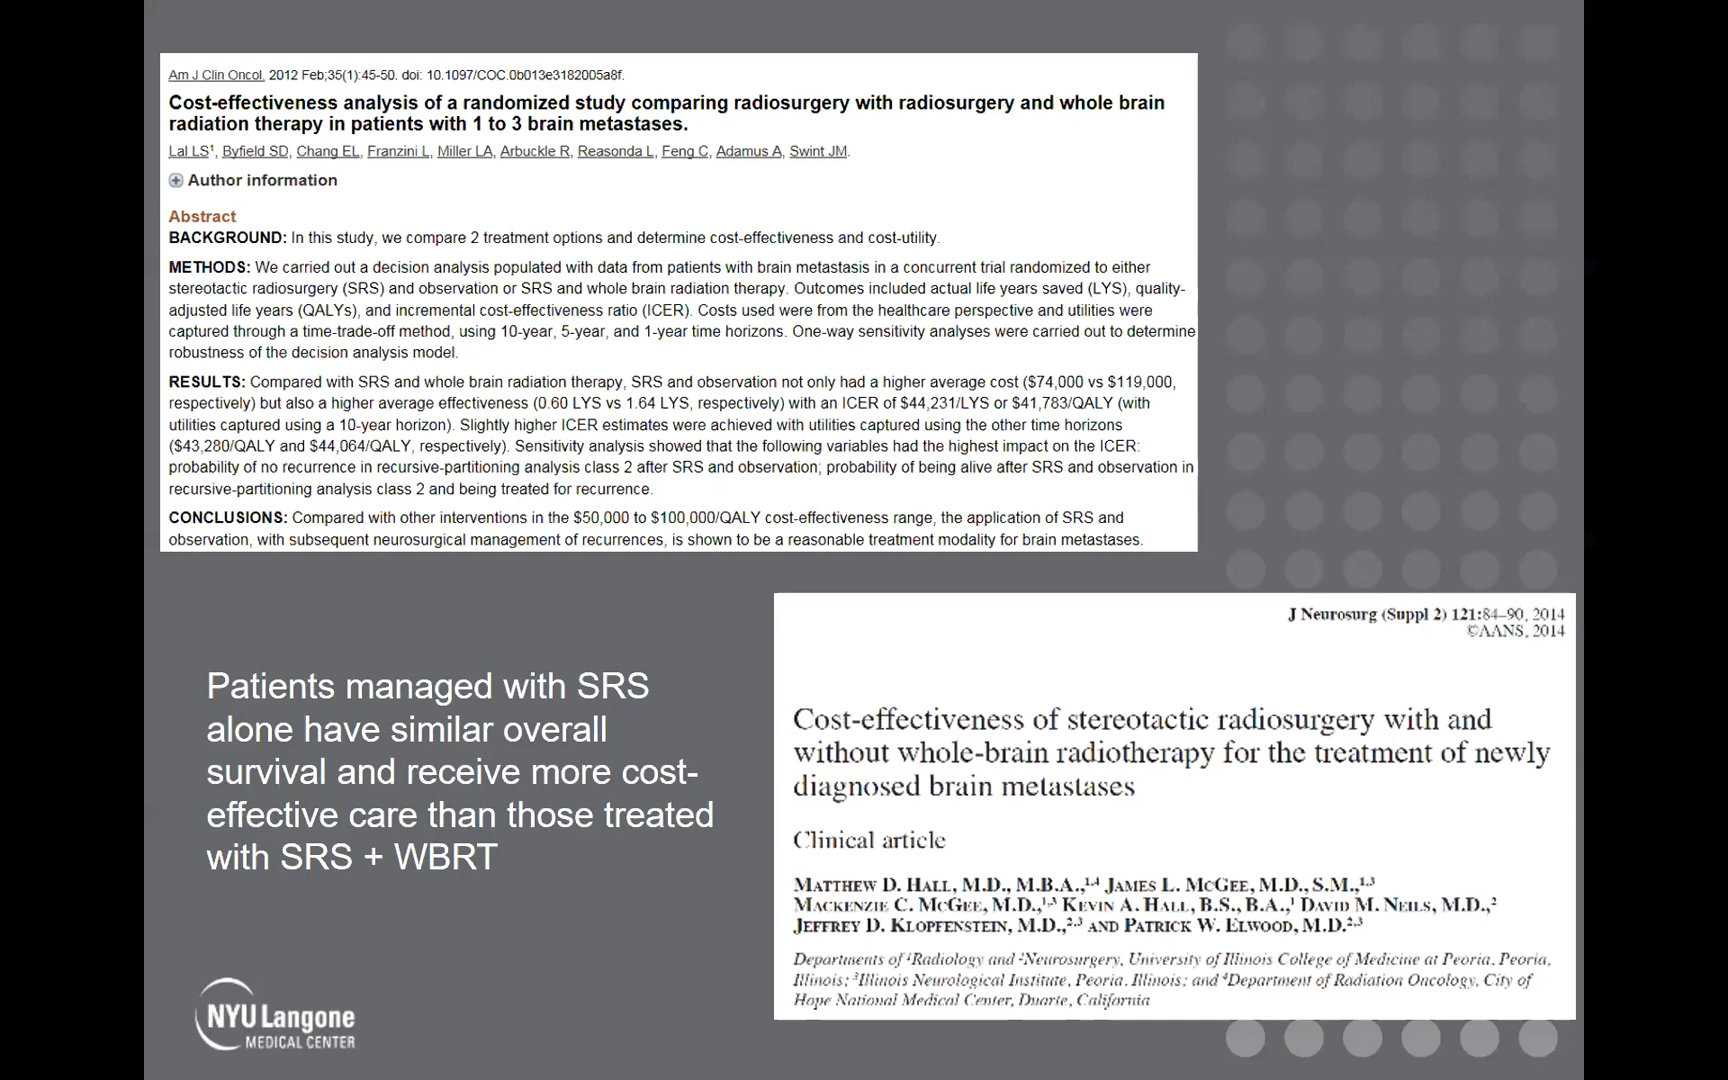 Am J Clin Oncol. 2012 Feb;35(1):45-50. doi: 10.1097/COC.0b013e3182005a8f.
Cost-effectiveness analysis of a randomized study comparing radiosurgery with radiosurgery and whole brain
radiation therapy in patients with 1 to 3 brain metastases.
Lal LS¹, Byfield SD, Chang EL, Franzini L, Miller LA, Arbuckle R, Reasonda L, Feng C, Adamus A, Swint JM.
Author information
Abstract
BACKGROUND: In this study, we compare 2 treatment options and determine cost-effectiveness and cost-utility.
METHODS: We carried out a decision analysis populated with data from patients with brain metastasis in a concurrent trial randomized to either
stereotactic radiosurgery (SRS) and observation or SRS and whole brain radiation therapy. Outcomes included actual life years saved (LYS), quality-
adjusted life years (QALYs), and incremental cost-effectiveness ratio (ICER). Costs used were from the healthcare perspective and utilities were
captured through a time-trade-off method, using 10-year, 5-year, and 1-year time horizons. One-way sensitivity analyses were carried out to determine
robustness of the decision analysis model.
RESULTS: Compared with SRS and whole brain radiation therapy, SRS and observation not only had a higher average cost ($74,000 vs $119,000,
respectively) but also a higher average effectiveness (0.60 LYS vs 1.64 LYS, respectively) with an ICER of $44,231/LYS or $41,783/QALY (with
utilities captured using a 10-year horizon). Slightly higher ICER estimates were achieved with utilities captured using the other time horizons
($43,280/QALY and $44,064/QALY, respectively). Sensitivity analysis showed that the following variables had the highest impact on the ICER:
probability of no recurrence in recursive-partitioning analysis class 2 after SRS and observation; probability of being alive after SRS and observation in
recursive-partitioning analysis class 2 and being treated for recurrence.
CONCLUSIONS: Compared with other interventions in the $50,000 to $100,000/QALY cost-effectiveness range, the application of SRS and
observation, with subsequent neurosurgical management of recurrences, is shown to be a reasonable treatment modality for brain metastases.
Patients managed with SRS
alone have similar overall
survival and receive more cost-
effective care than those treated
with SRS + WBRT
J Neurosurg (Suppl 2) 121:84–90, 2014
©AANS, 2014
Cost-effectiveness of stereotactic radiosurgery with and
without whole-brain radiotherapy for the treatment of newly
diagnosed brain metastases
Clinical article
MATTHEW D. HALL, M.D., M.B.A.,¹,⁴ JAMES L. MCGEE, M.D., S.M.,¹,³
MACKENZIE C. MCGEE, M.D.,¹,³ KEVIN A. HALL, B.S., B.A.,¹ DAVID M. NEILS, M.D.,²
JEFFREY D. KLOPFENSTEIN, M.D.,²,³ AND PATRICK W. ELWOOD, M.D.²,³
Departments of ¹Radiology and ²Neurosurgery, University of Illinois College of Medicine at Peoria, Peoria,
Illinois; ³Illinois Neurological Institute, Peoria, Illinois; and ⁴Department of Radiation Oncology, City of
Hope National Medical Center, Duarte, California
NYU Langone
MEDICAL CENTER